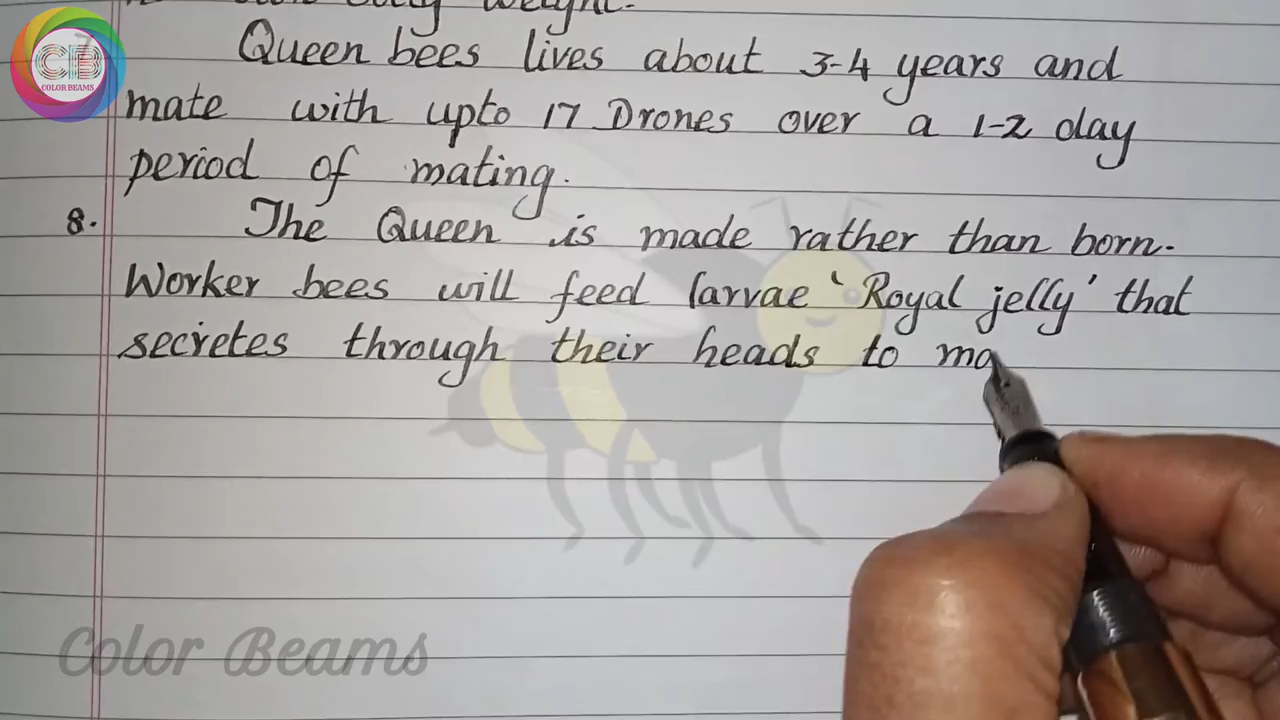 Queen bees lives about 3-4 years and
mate with upto 17 Drones over a 1-2 day
period of mating.
8. The Queen is made rather than born.
Worker bees will feed larvae 'Royal jelly' that
secretes through their heads to ma
CB
COLOR BEAMS
Color Beams